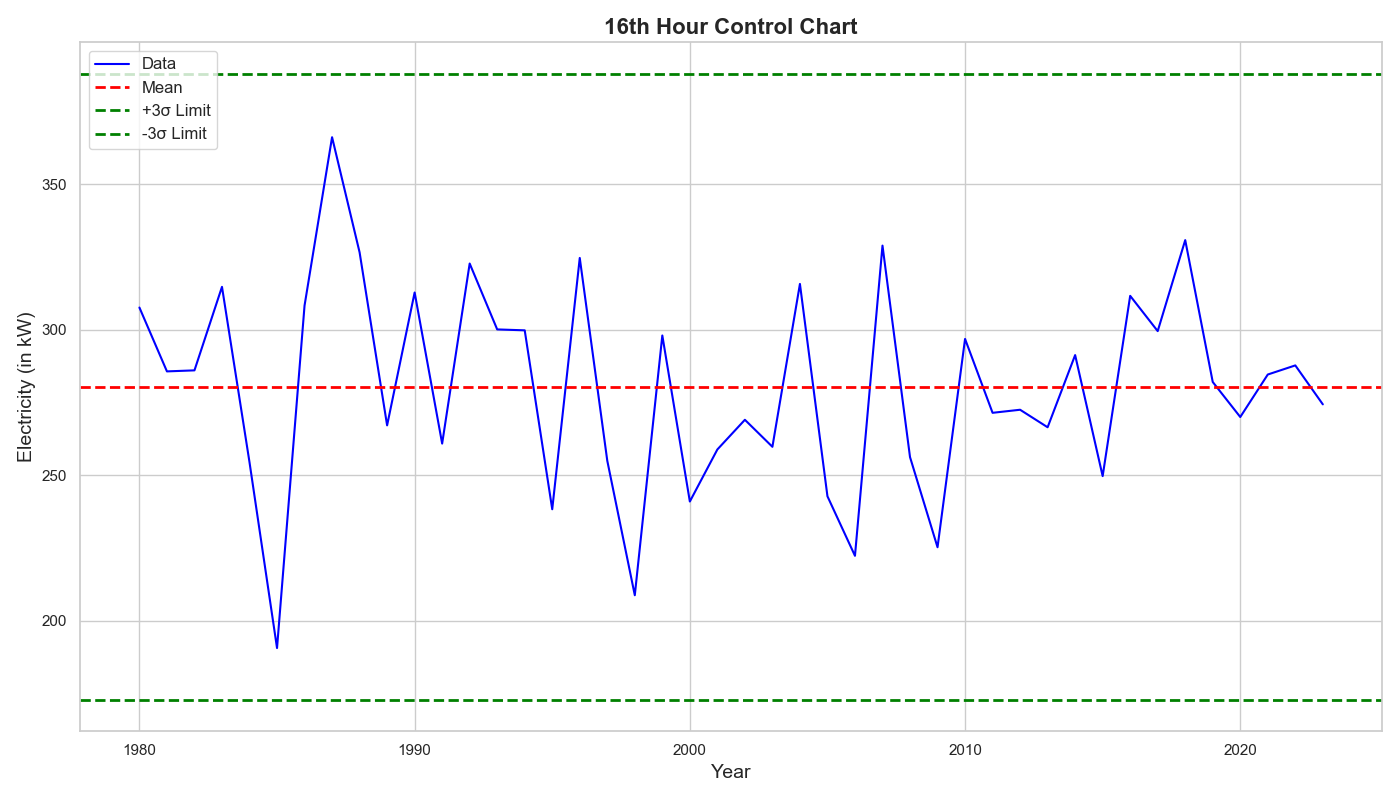 16th Hour Control Chart
Data
Mean
+3σ Limit
-3σ Limit
350
300
250
200
Electricity (in kW)
1980
1990
2000
2010
2020
Year